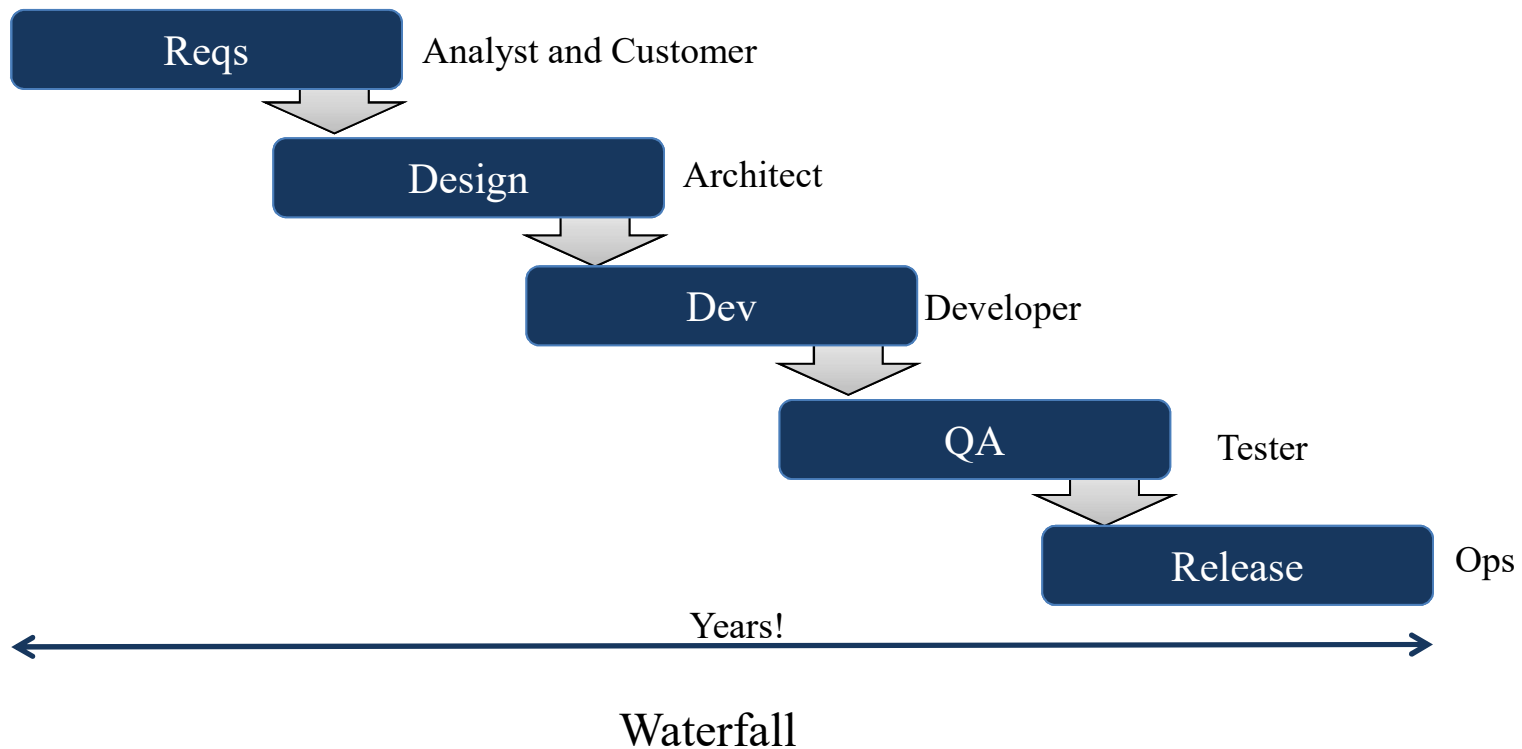 Reqs
Analyst and Customer
Design
Architect
Dev
Developer
QA
Tester
Release
Ops
Years!
Waterfall